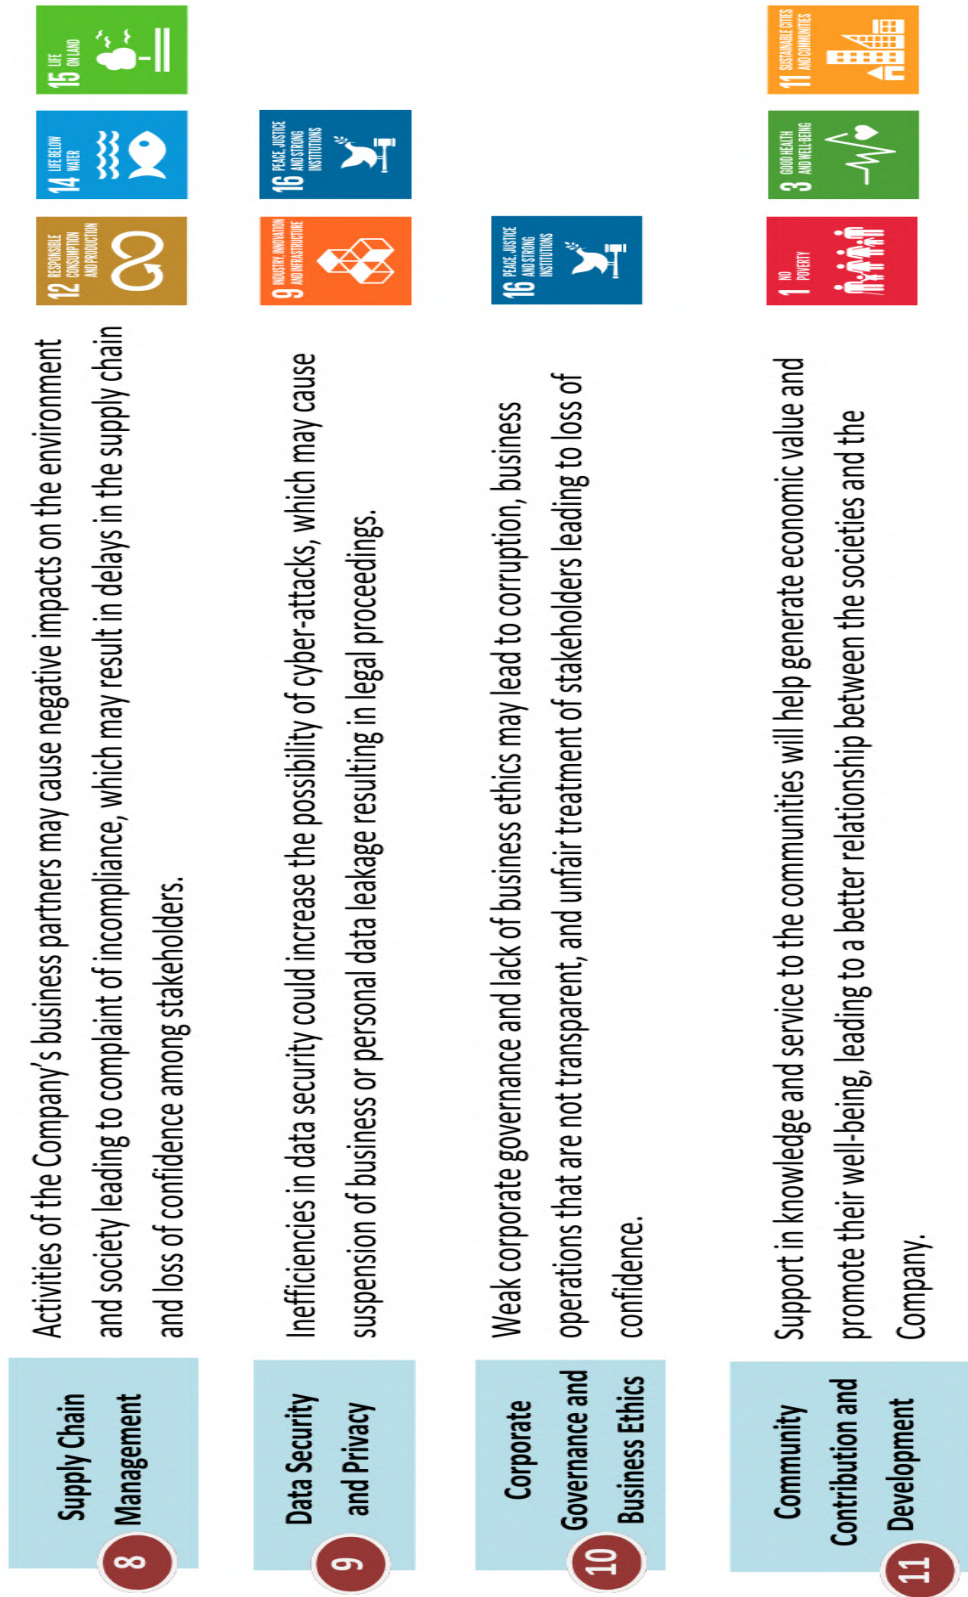 8
Supply Chain
Management
Activities of the Company's business partners may cause negative impacts on the environment
and society leading to complaint of incompliance, which may result in delays in the supply chain
and loss of confidence among stakeholders.
12 RESPONSIBLE
CONSUMPTION
AND PRODUCTION
14 LIFE BELOW
WATER
15 LIFE
ON LAND
9
Data Security
and Privacy
Inefficiencies in data security could increase the possibility of cyber-attacks, which may cause
suspension of business or personal data leakage resulting in legal proceedings.
9 INDUSTRY, INNOVATION
AND INFRASTRUCTURE
16 PEACE, JUSTICE
AND STRONG
INSTITUTIONS
10
Corporate
Governance and
Business Ethics
Weak corporate governance and lack of business ethics may lead to corruption, business
operations that are not transparent, and unfair treatment of stakeholders leading to loss of
confidence.
16 PEACE, JUSTICE
AND STRONG
INSTITUTIONS
11
Community
Contribution and
Development
Support in knowledge and service to the communities will help generate economic value and
promote their well-being, leading to a better relationship between the societies and the
Company.
1 NO
POVERTY
3 GOOD HEALTH
AND WELL-BEING
11 SUSTAINABLE CITIES
AND COMMUNITIES